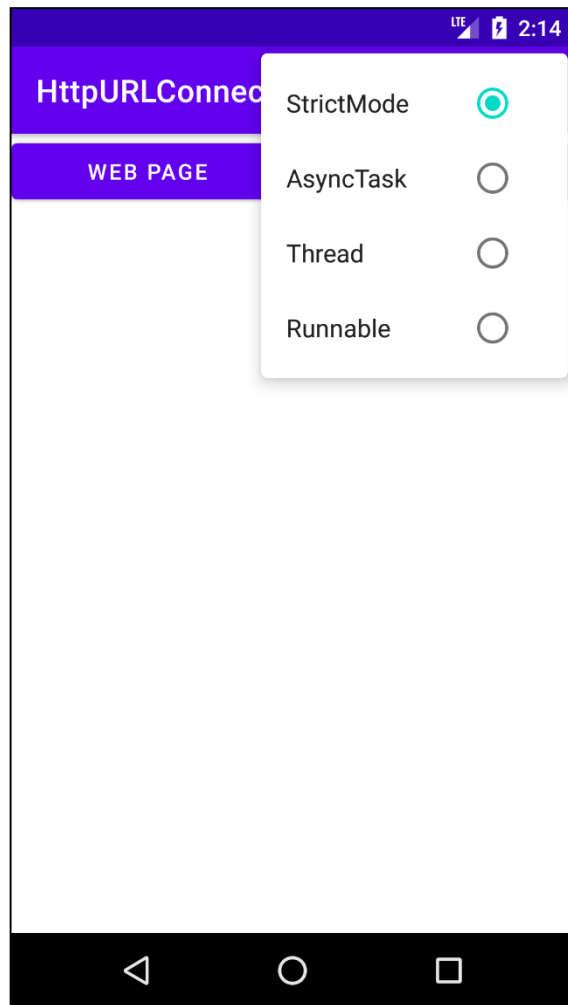 LTE 2:14
HttpURLConnec
StrictMode
WEB PAGE
AsyncTask
Thread
Runnable